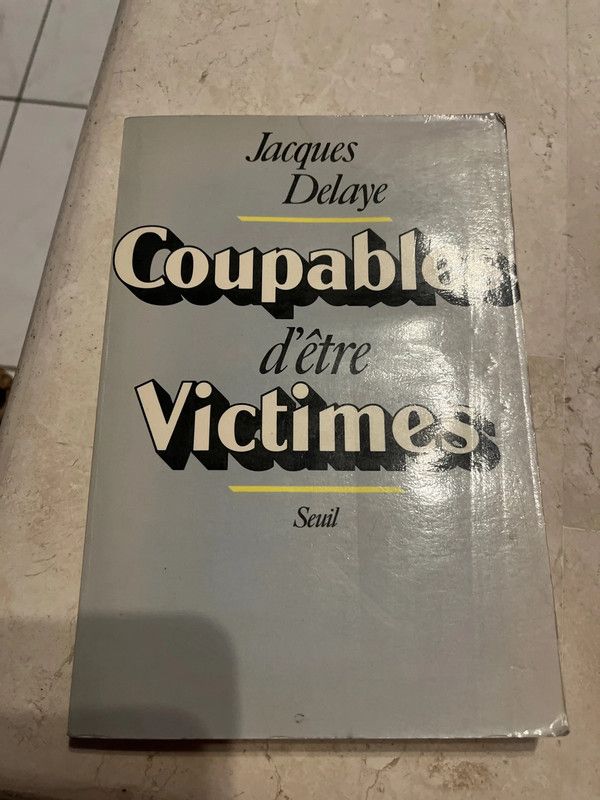 Jacques
Delaye
Coupables
d'être
Victimes
Seuil